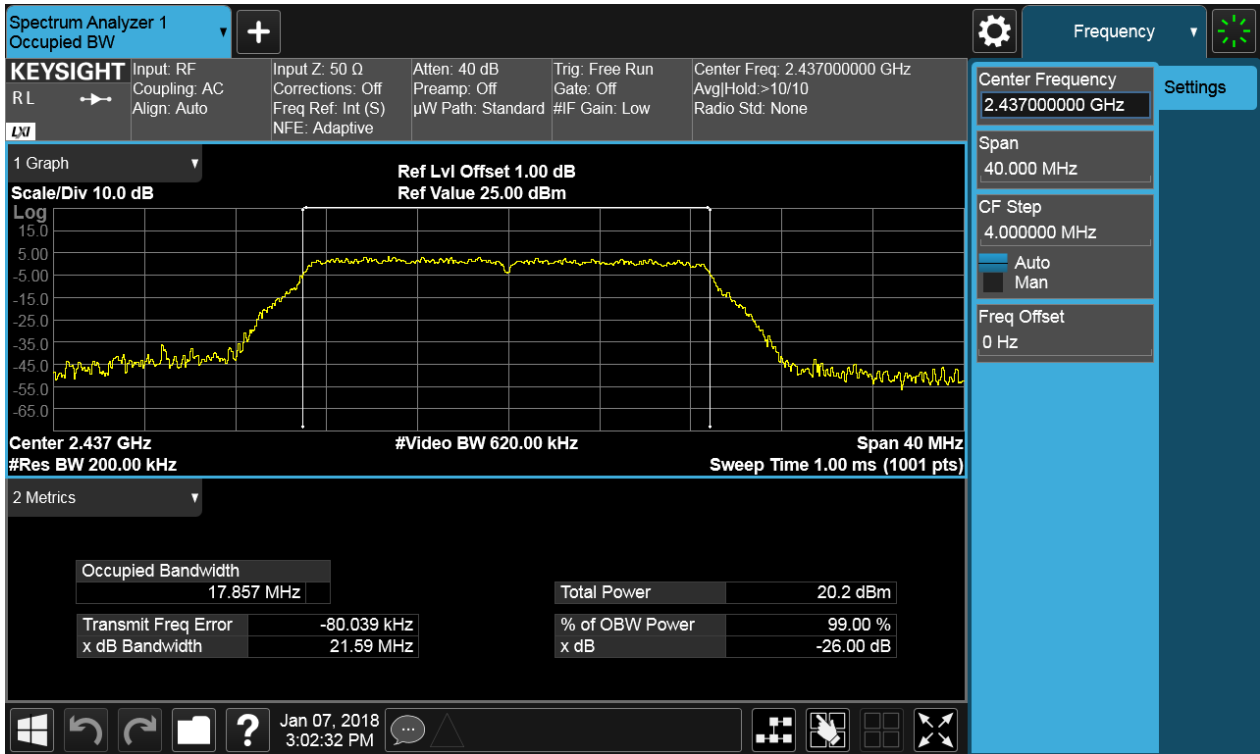 Spectrum Analyzer 1
Occupied BW
Frequency
KEYSIGHT
RL
LXI
Input: RF
Coupling: AC
Align: Auto
Input Z: 50 Ω
Corrections: Off
Freq Ref: Int (S)
NFE: Adaptive
Atten: 40 dB
Preamp: Off
µW Path: Standard
Trig: Free Run
Gate: Off
#IF Gain: Low
Center Freq: 2.437000000 GHz
Avg|Hold:>10/10
Radio Std: None
Center Frequency
2.437000000 GHz
Settings
Span
40.000 MHz
CF Step
4.000000 MHz
Auto
Man
Freq Offset
0 Hz
1 Graph
Scale/Div 10.0 dB
Ref Lvl Offset 1.00 dB
Ref Value 25.00 dBm
Log
15.0
5.00
-5.00
-15.0
-25.0
-35.0
-45.0
-55.0
-65.0
Center 2.437 GHz
#Video BW 620.00 kHz
Span 40 MHz
#Res BW 200.00 kHz
Sweep Time 1.00 ms (1001 pts)
2 Metrics
Occupied Bandwidth
17.857 MHz
Total Power 20.2 dBm
Transmit Freq Error -80.039 kHz
% of OBW Power 99.00 %
x dB Bandwidth 21.59 MHz
x dB -26.00 dB
Jan 07, 2018
3:02:32 PM